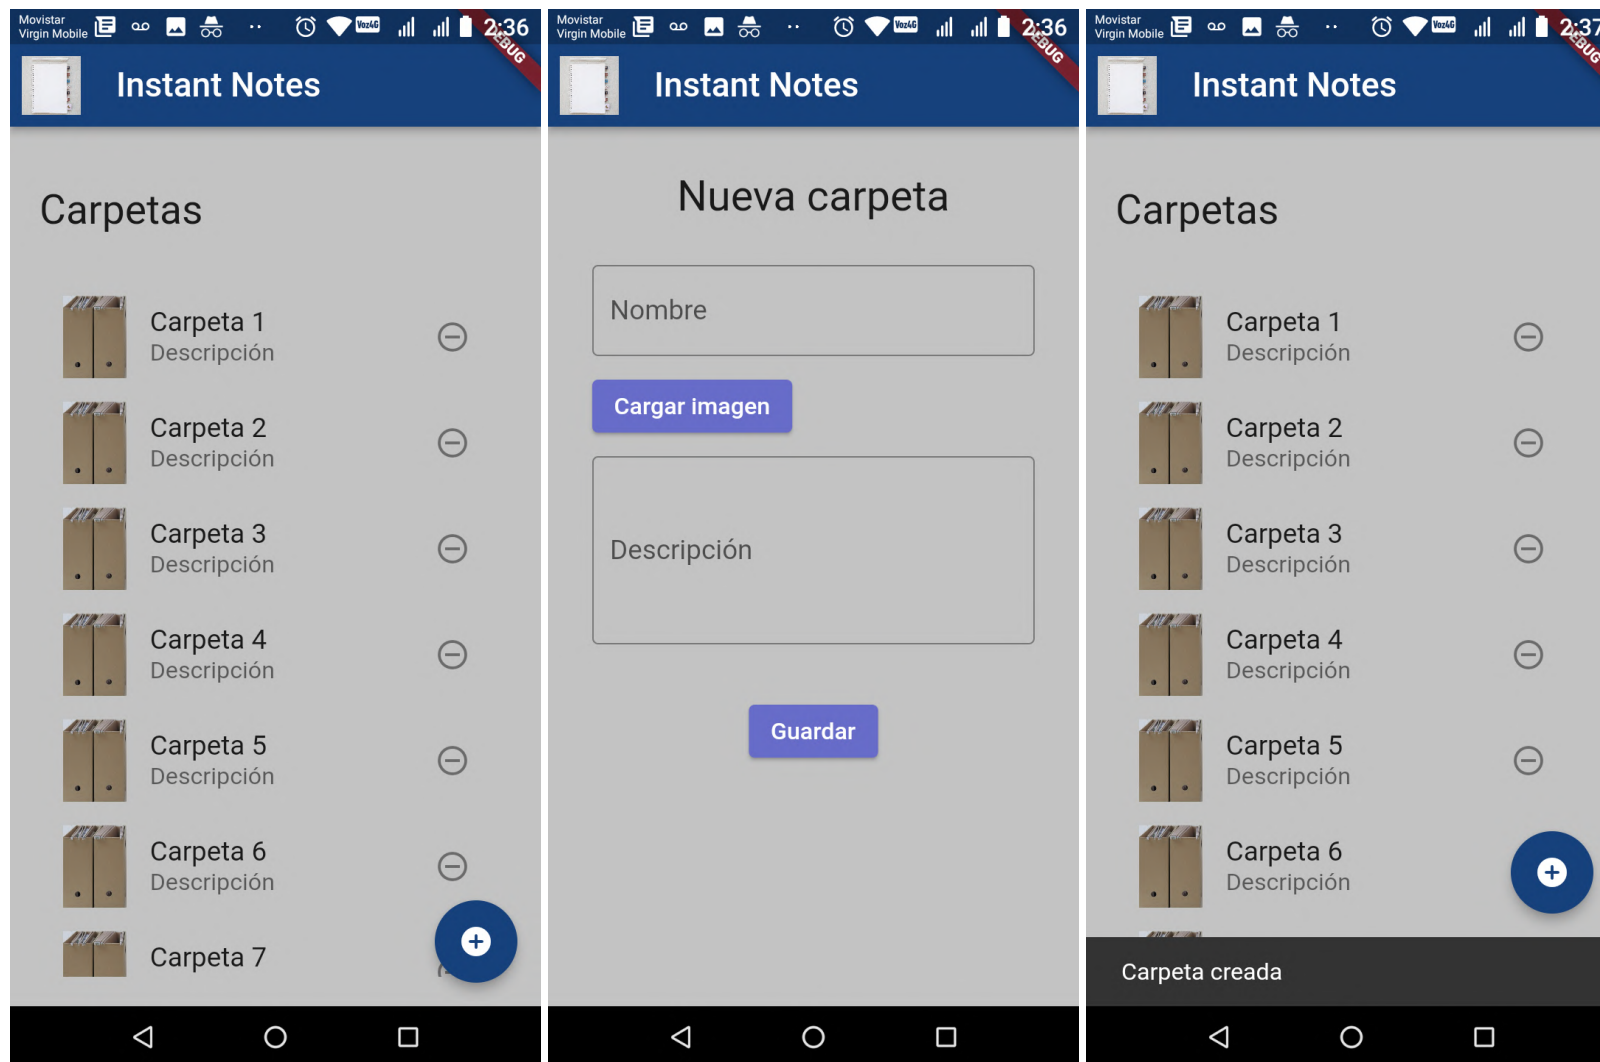 Movistar
Virgin Mobile
Voz4G
2:36
DEBUG
Instant Notes
Carpetas
Carpeta 1
Descripción
Carpeta 2
Descripción
Carpeta 3
Descripción
Carpeta 4
Descripción
Carpeta 5
Descripción
Carpeta 6
Descripción
Carpeta 7
Movistar
Virgin Mobile
Voz4G
2:36
DEBUG
Instant Notes
Nueva carpeta
Nombre
Cargar imagen
Descripción
Guardar
Movistar
Virgin Mobile
Voz4G
2:37
DEBUG
Instant Notes
Carpetas
Carpeta 1
Descripción
Carpeta 2
Descripción
Carpeta 3
Descripción
Carpeta 4
Descripción
Carpeta 5
Descripción
Carpeta 6
Descripción
Carpeta creada